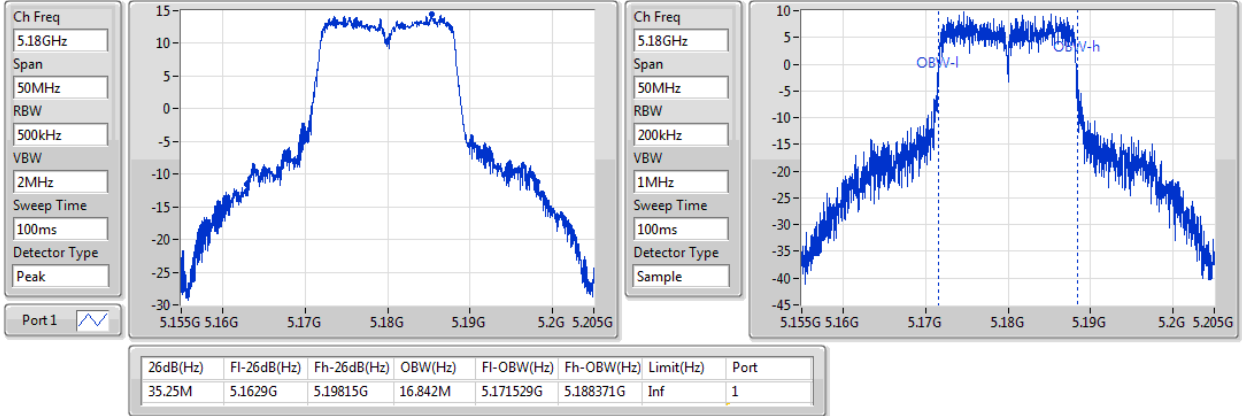 Ch Freq
5.18GHz
Span
50MHz
RBW
500kHz
VBW
2MHz
Sweep Time
100ms
Detector Type
Peak
Port 1
15
10
5
0
-5
-10
-15
-20
-25
-30
5.155G 5.16G 5.17G 5.18G 5.19G 5.2G 5.205G
Ch Freq
5.18GHz
Span
50MHz
RBW
200kHz
VBW
1MHz
Sweep Time
100ms
Detector Type
Sample
10
5
0
-5
-10
-15
-20
-25
-30
-35
-40
-45
OBW-l
OBW-h
5.155G 5.16G 5.17G 5.18G 5.19G 5.2G 5.205G
26dB(Hz) Fl-26dB(Hz) Fh-26dB(Hz) OBW(Hz) Fl-OBW(Hz) Fh-OBW(Hz) Limit(Hz) Port
35.25M 5.1629G 5.19815G 16.842M 5.171529G 5.188371G Inf 1